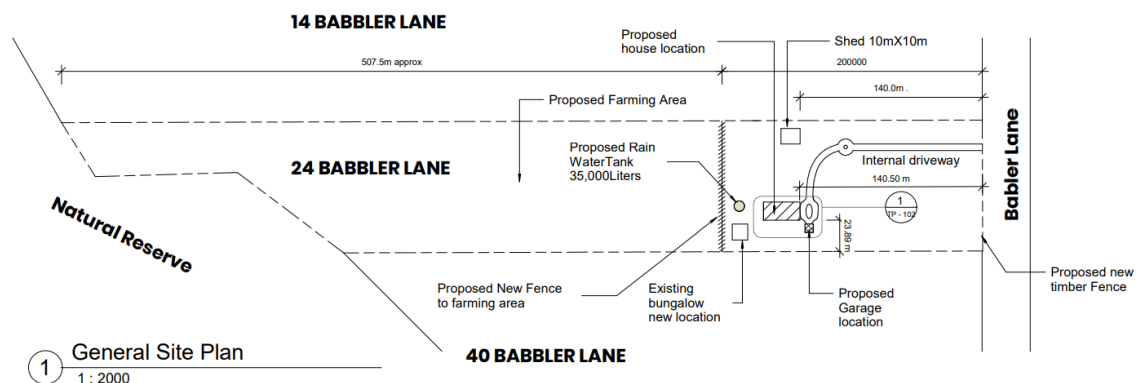 14 BABBLER LANE
Proposed
house location
Shed 10mX10m
507.5m approx
200000
140.0m .
Proposed Farming Area
Proposed Rain
WaterTank
35,000Liters
24 BABBLER LANE
Internal driveway
140.50 m
1
TP - 102
23.89 m
Babler Lane
Natural Reserve
Proposed New Fence
to farming area
Existing
bungalow
new location
Proposed
Garage
location
Proposed new
timber Fence
40 BABBLER LANE
1
General Site Plan
1 : 2000